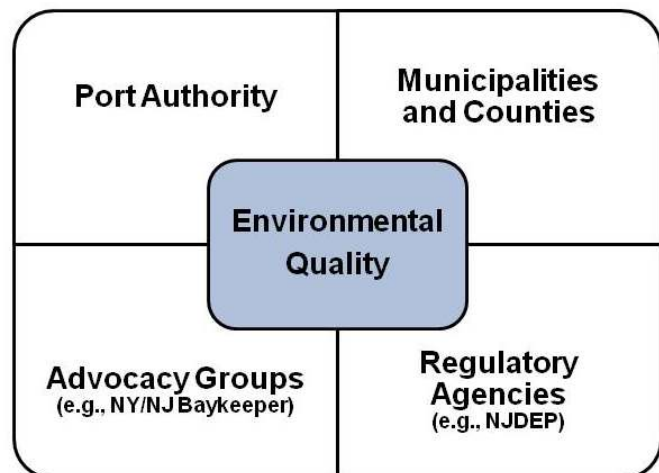 Port Authority
Municipalities
and Counties
Environmental
Quality
Advocacy Groups
(e.g., NY/NJ Baykeeper)
Regulatory
Agencies
(e.g., NJDEP)